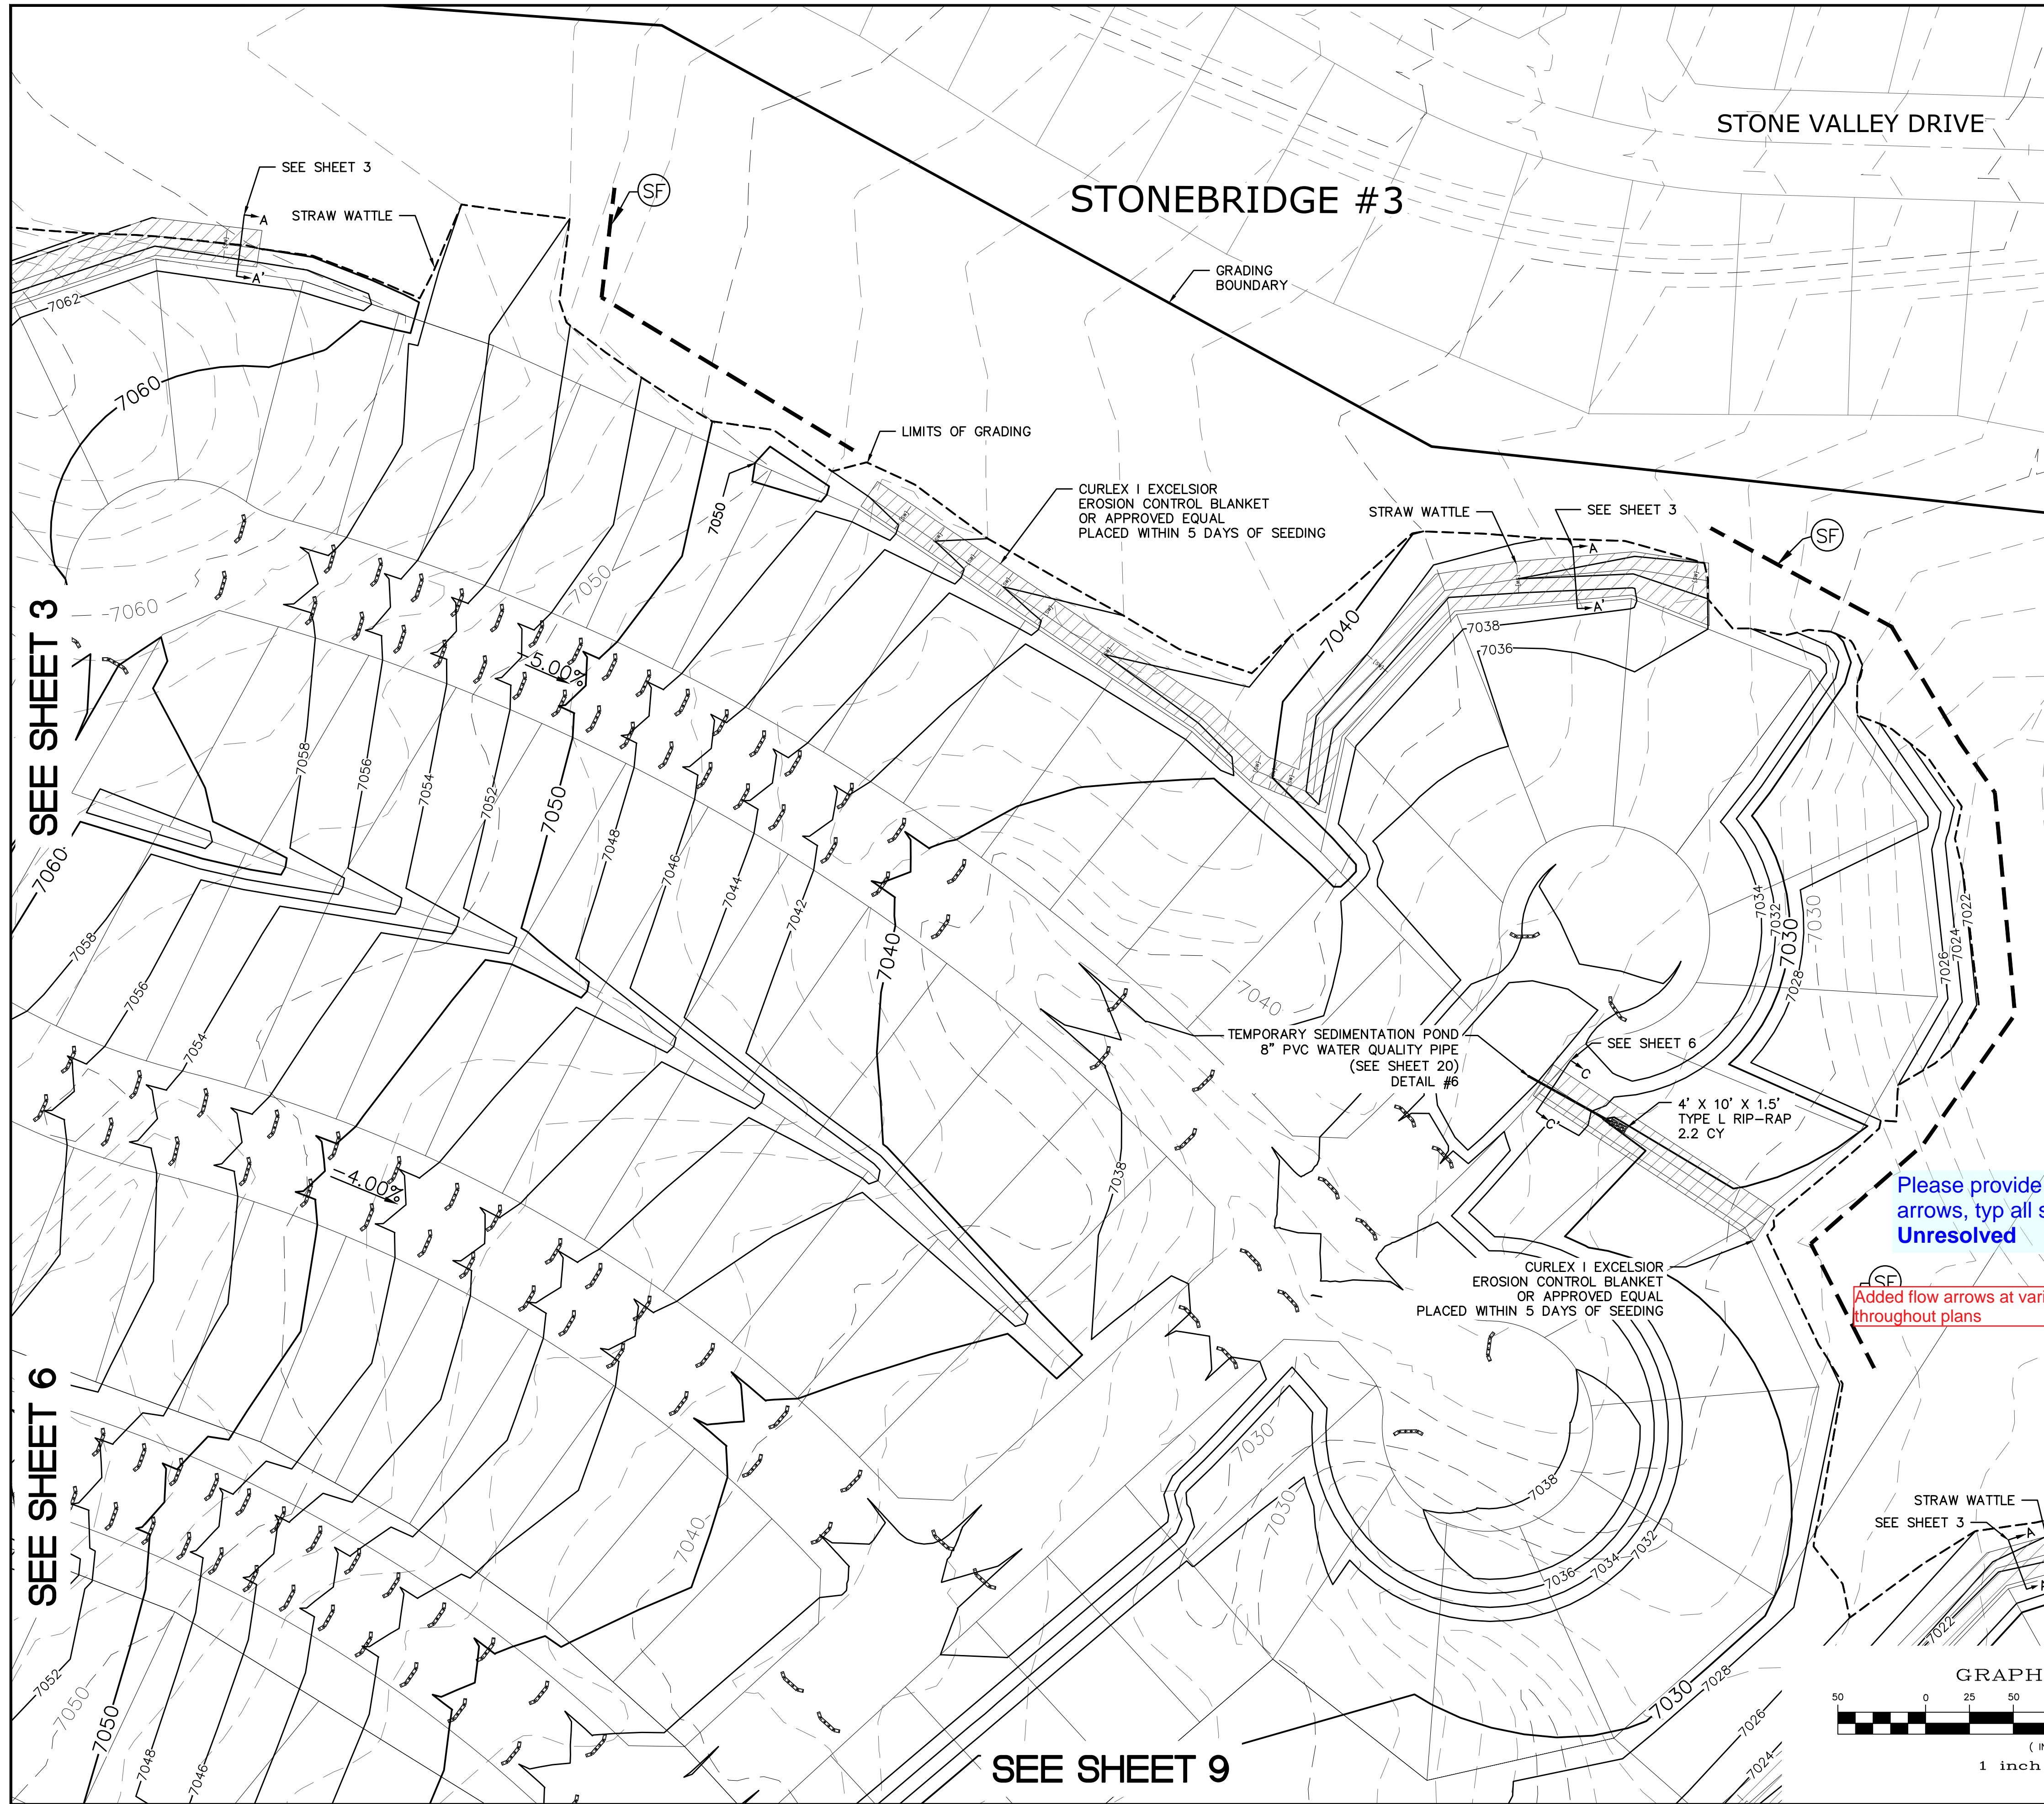 STONE VALLEY DRIVE
STONEBRIDGE #3
SEE SHEET 3
STRAW WATTLE
A
A'
SF
GRADING
BOUNDARY
7062
7060
LIMITS OF GRADING
CURLEX I EXCELSIOR
EROSION CONTROL BLANKET
OR APPROVED EQUAL
PLACED WITHIN 5 DAYS OF SEEDING
STRAW WATTLE
SEE SHEET 3
A
A'
SF
7050
7050
7040
7038
7036
SEE SHEET 3
7060
5.00%
7058
7056
7054
7052
7050
7048
7046
7044
7042
7040
7060
7058
7056
7054
7040
7038
7034
7032
7030
7030
7028
7026
7024
7022
TEMPORARY SEDIMENTATION POND
8" PVC WATER QUALITY PIPE
(SEE SHEET 20)
DETAIL #6
SEE SHEET 6
C
C'
4' X 10' X 1.5'
TYPE L RIP-RAP
2.2 CY
4.00%
Please provide
arrows, typ all s
Unresolved
CURLEX I EXCELSIOR
EROSION CONTROL BLANKET
OR APPROVED EQUAL
PLACED WITHIN 5 DAYS OF SEEDING
SF
Added flow arrows at vari
throughout plans
SEE SHEET 6
7030
7030
7040
7038
7036
7034
7032
STRAW WATTLE
SEE SHEET 3
A
7022
7052
7050
7050
7048
7046
7030
7028
7026
7024
SEE SHEET 9
GRAPH
50 0 25 50
( IN
1 inch